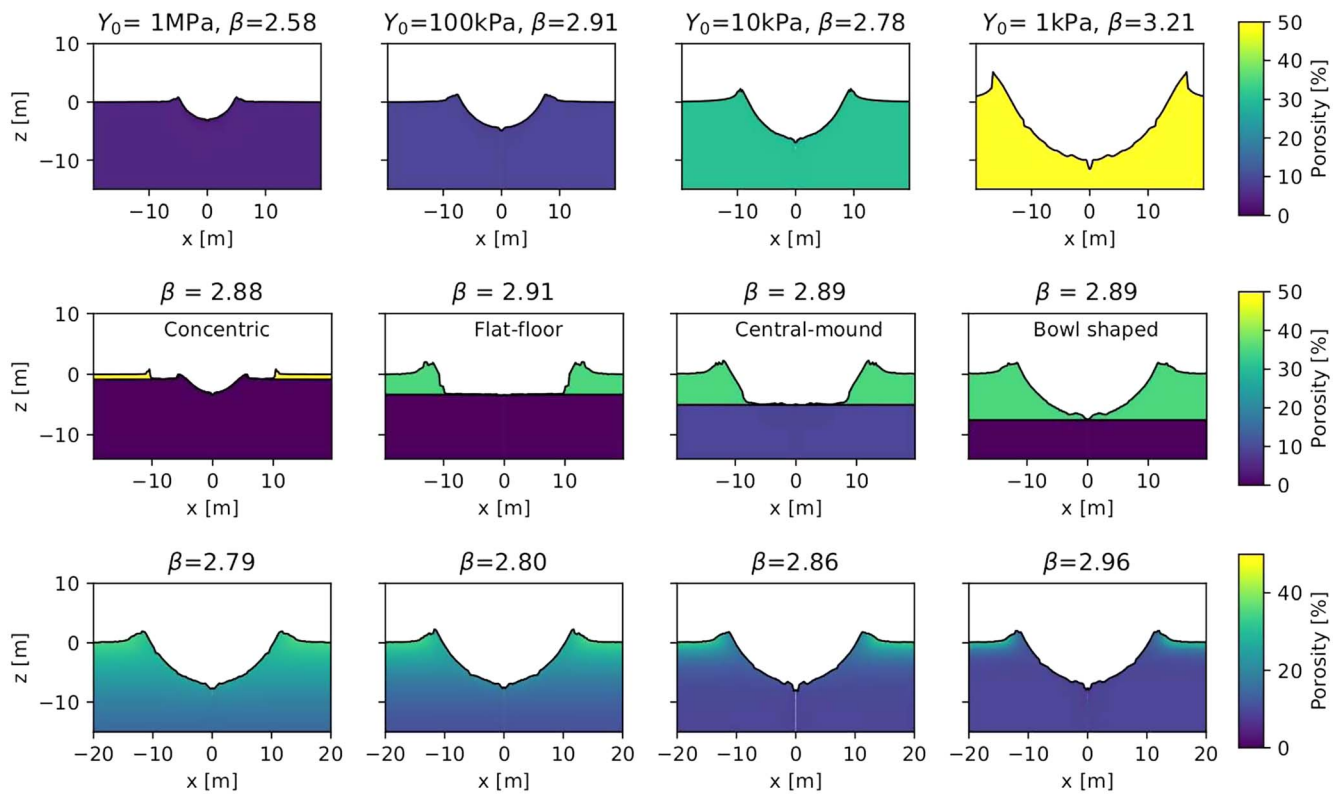 Y₀= 1MPa, β=2.58
Y₀=100kPa, β=2.91
Y₀=10kPa, β=2.78
Y₀= 1kPa, β=3.21
10
0
−10
z [m]
−10 0 10
x [m]
−10 0 10
x [m]
−10 0 10
x [m]
−10 0 10
x [m]
50
40
30
20
10
0
Porosity [%]
β = 2.88
β = 2.91
β = 2.89
β = 2.89
Concentric
Flat-floor
Central-mound
Bowl shaped
10
0
−10
z [m]
−10 0 10
x [m]
−10 0 10
x [m]
−10 0 10
x [m]
−10 0 10
x [m]
50
40
30
20
10
0
Porosity [%]
β=2.79
β=2.80
β=2.86
β=2.96
10
0
−10
z [m]
−20 −10 0 10 20
x [m]
−20 −10 0 10 20
x [m]
−20 −10 0 10 20
x [m]
−20 −10 0 10 20
x [m]
40
20
0
Porosity [%]